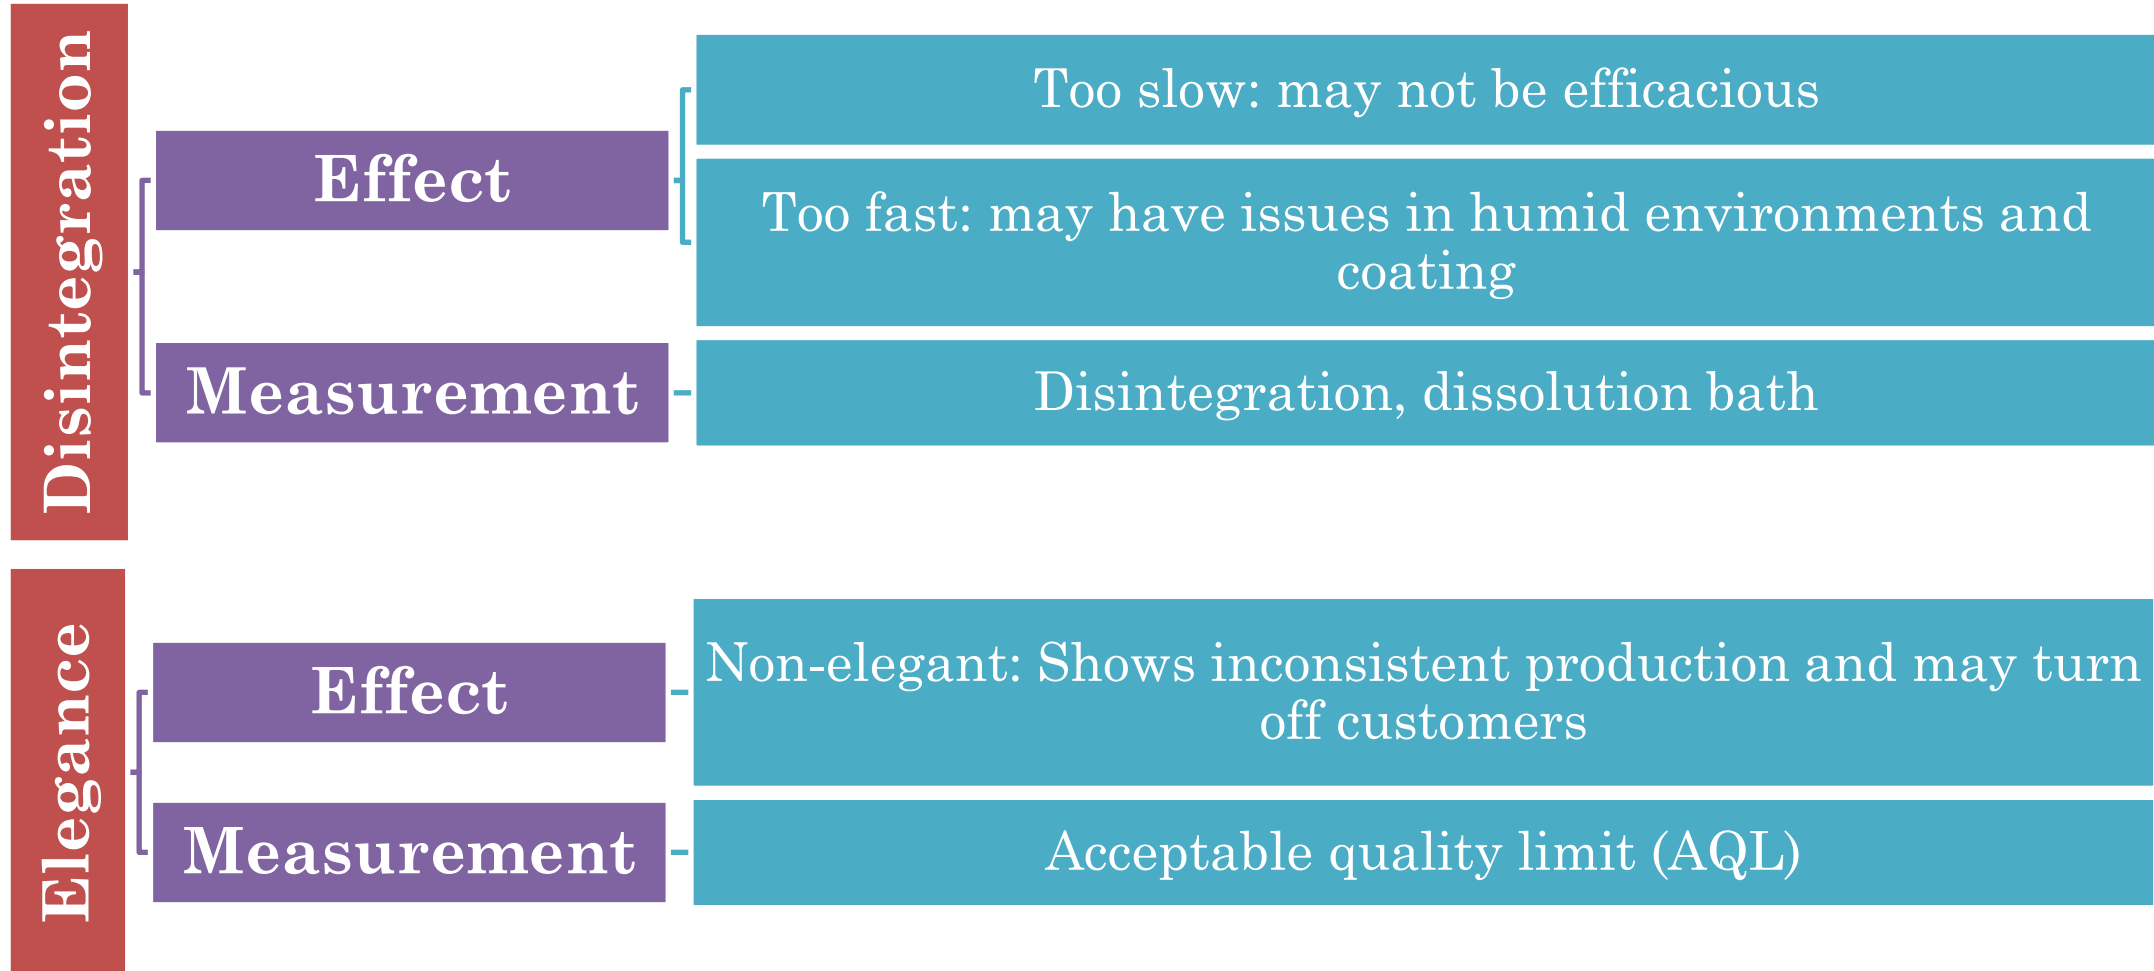 Disintegration
Effect
Too slow: may not be efficacious
Too fast: may have issues in humid environments and
coating
Measurement
Disintegration, dissolution bath
Elegance
Effect
Non-elegant: Shows inconsistent production and may turn
off customers
Measurement
Acceptable quality limit (AQL)